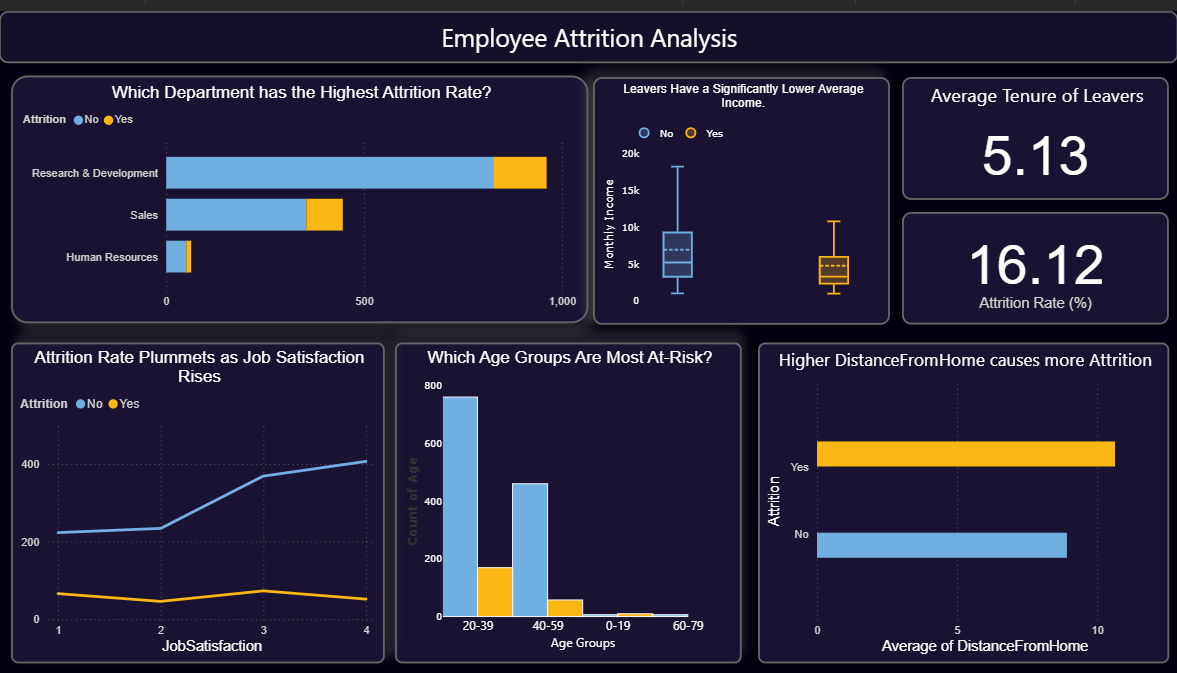 Employee Attrition Analysis
Which Department has the Highest Attrition Rate?
Attrition No Yes
Research & Development
Sales
Human Resources
0 500 1,000
Leavers Have a Significantly Lower Average
Income.
No Yes
Monthly Income
20k
15k
10k
5k
0
Average Tenure of Leavers
5.13
16.12
Attrition Rate (%)
Attrition Rate Plummets as Job Satisfaction
Rises
Attrition No Yes
400
200
0
1 2 3 4
JobSatisfaction
Which Age Groups Are Most At-Risk?
Count of Age
800
600
400
200
0
20-39 40-59 0-19 60-79
Age Groups
Higher DistanceFromHome causes more Attrition
Attrition
Yes
No
0 5 10
Average of DistanceFromHome